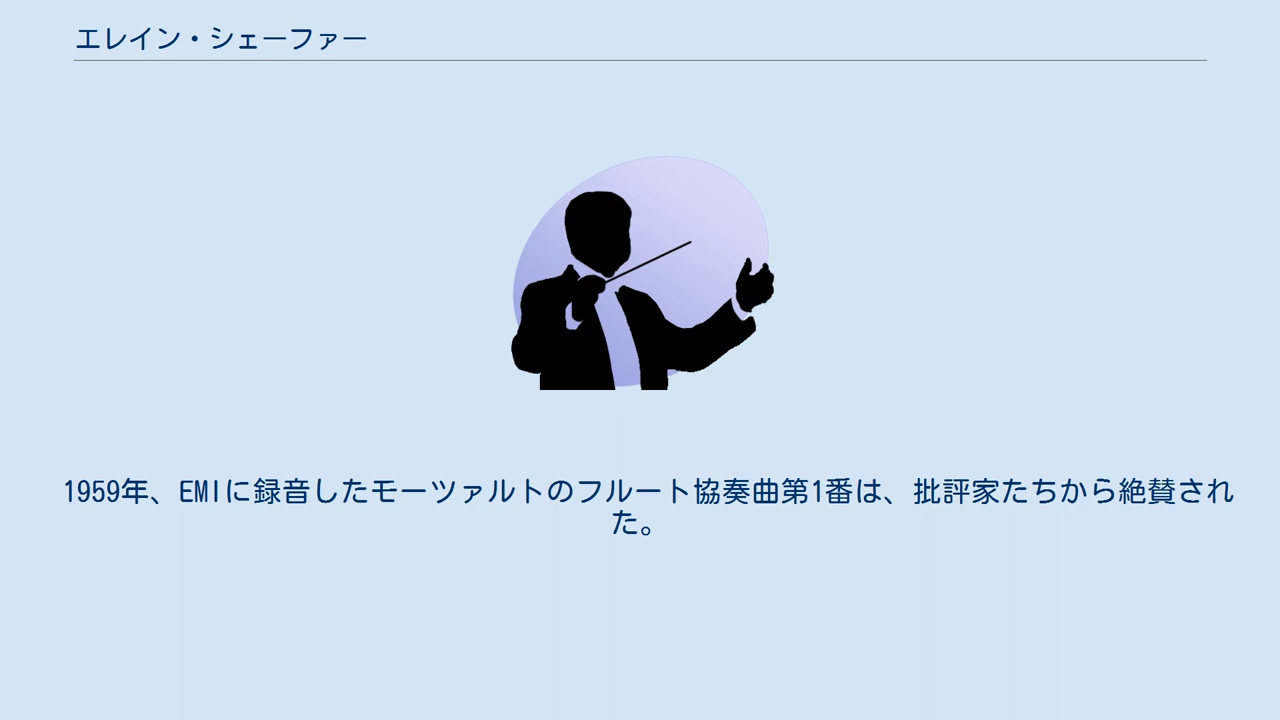 エレイン・シェーファー
1959年、EMIに録音したモーツァルトのフルート協奏曲第1番は、批評家たちから絶賛され
た。